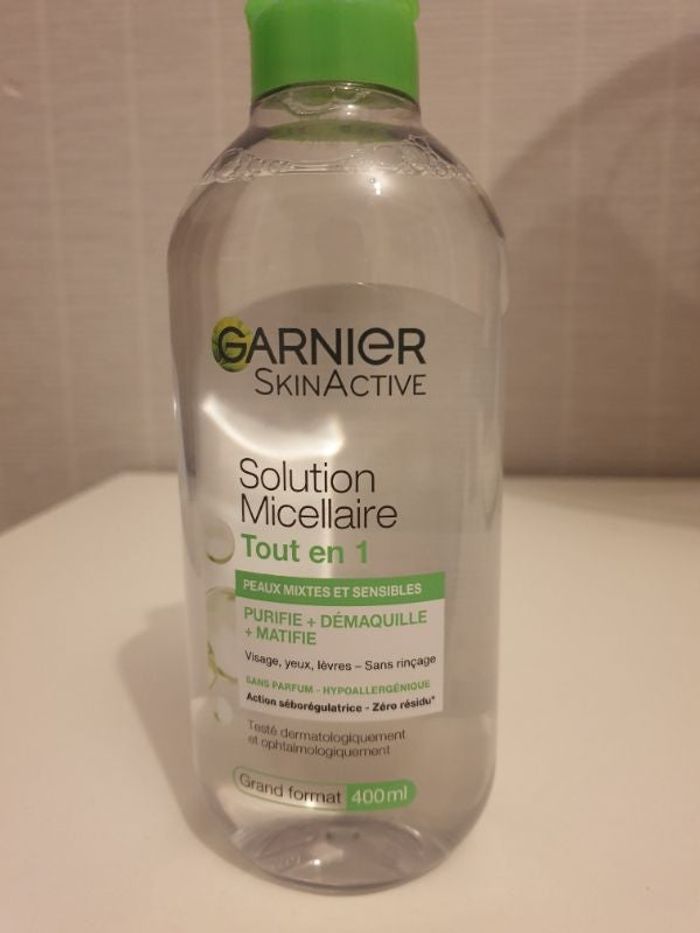 GARNIER
SKINACTIVE
Solution
Micellaire
Tout en 1
PEAUX MIXTES ET SENSIBLES
PURIFIE + DÉMAQUILLE
+ MATIFIE
Visage, yeux, lèvres – Sans rinçage
SANS PARFUM - HYPOALLERGÉNIQUE
Action séborégulatrice - Zéro résidu*
Testé dermatologiquement
et ophtalmologiquement
Grand format 400ml